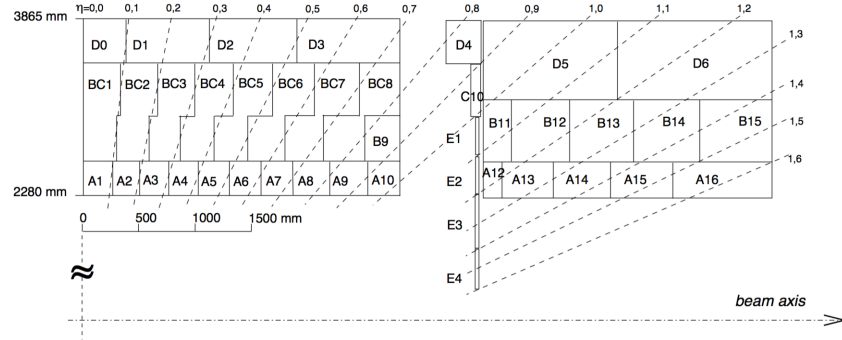 3865 mm η=0,0 0,1 0,2 0,3 0,4 0,5 0,6 0,7 0,8 0,9 1,0 1,1 1,2
1,3
D0 D1 D2 D3 D4 D5 D6
BC1 BC2 BC3 BC4 BC5 BC6 BC7 BC8 C10 1,4
B11 B12 B13 B14 B15 1,5
B9 E1
1,6
A1 A2 A3 A4 A5 A6 A7 A8 A9 A10 E2 A12 A13 A14 A15 A16
2280 mm
0 500 1000 1500 mm
E3
E4
beam axis